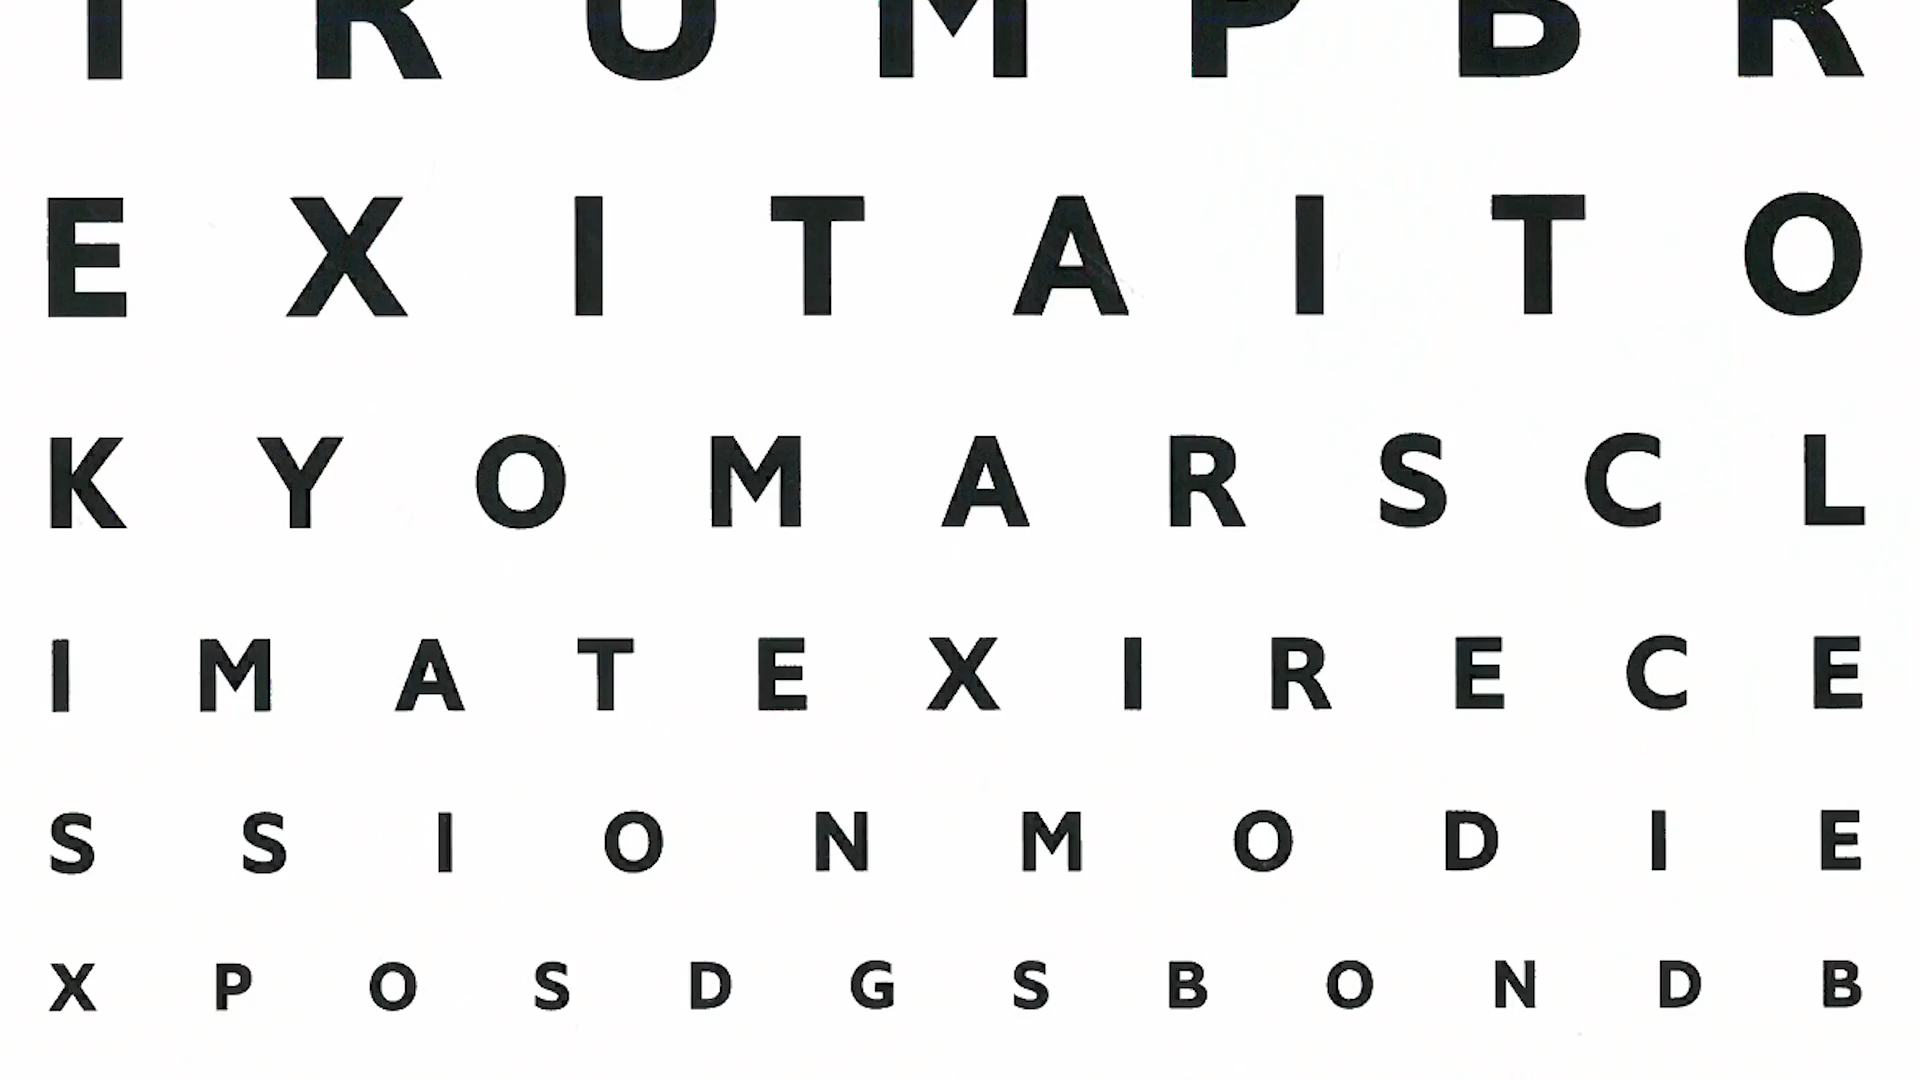 T R U M P B R
E X I T A I T O
K Y O M A R S C L
I M A T E X I R E C E
S S I O N M O D I E
X P O S D G S B O N D B